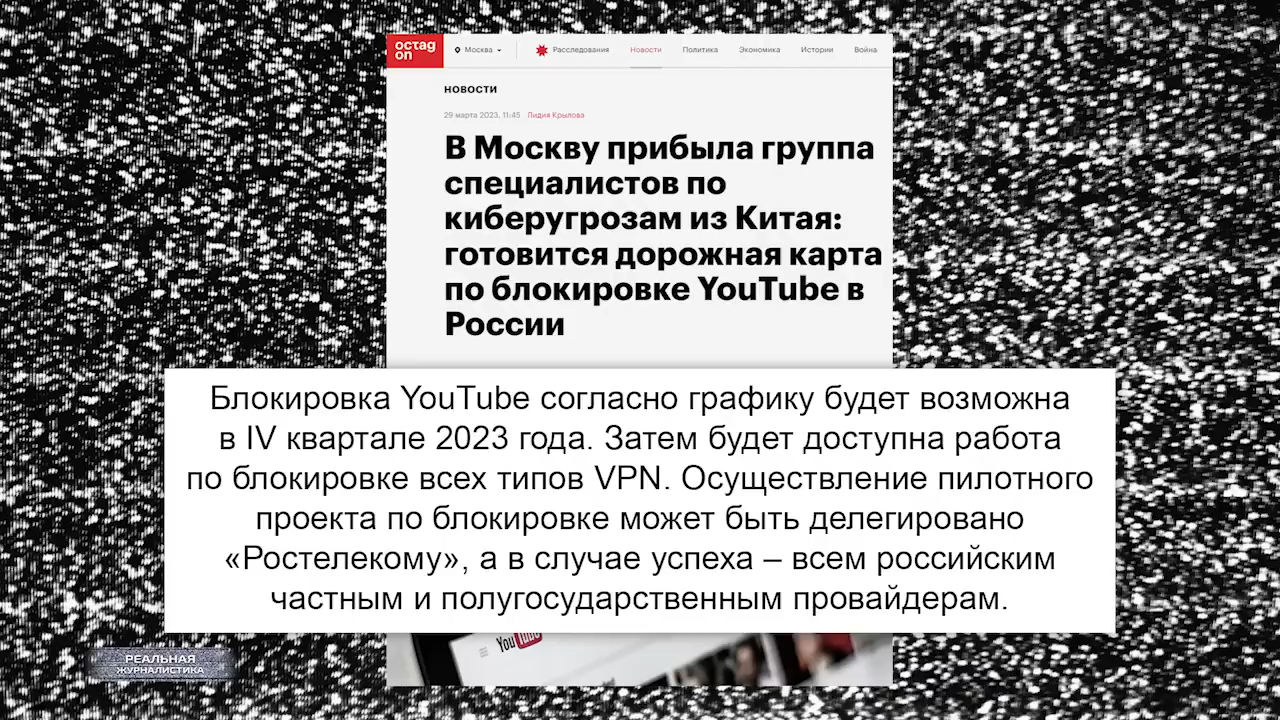 octag
on
Москва
Расследования
Новости
Политика
Экономика
Истории
Война
НОВОСТИ
29 марта 2023, 11:45 Лидия Крылова
В Москву прибыла группа
специалистов по
киберугрозам из Китая:
готовится дорожная карта
по блокировке YouTube в
России
Блокировка YouTube согласно графику будет возможна
в IV квартале 2023 года. Затем будет доступна работа
по блокировке всех типов VPN. Осуществление пилотного
проекта по блокировке может быть делегировано
«Ростелекому», а в случае успеха – всем российским
частным и полугосударственным провайдерам.
YouTube
РЕАЛЬНАЯ
ЖУРНАЛИСТИКА